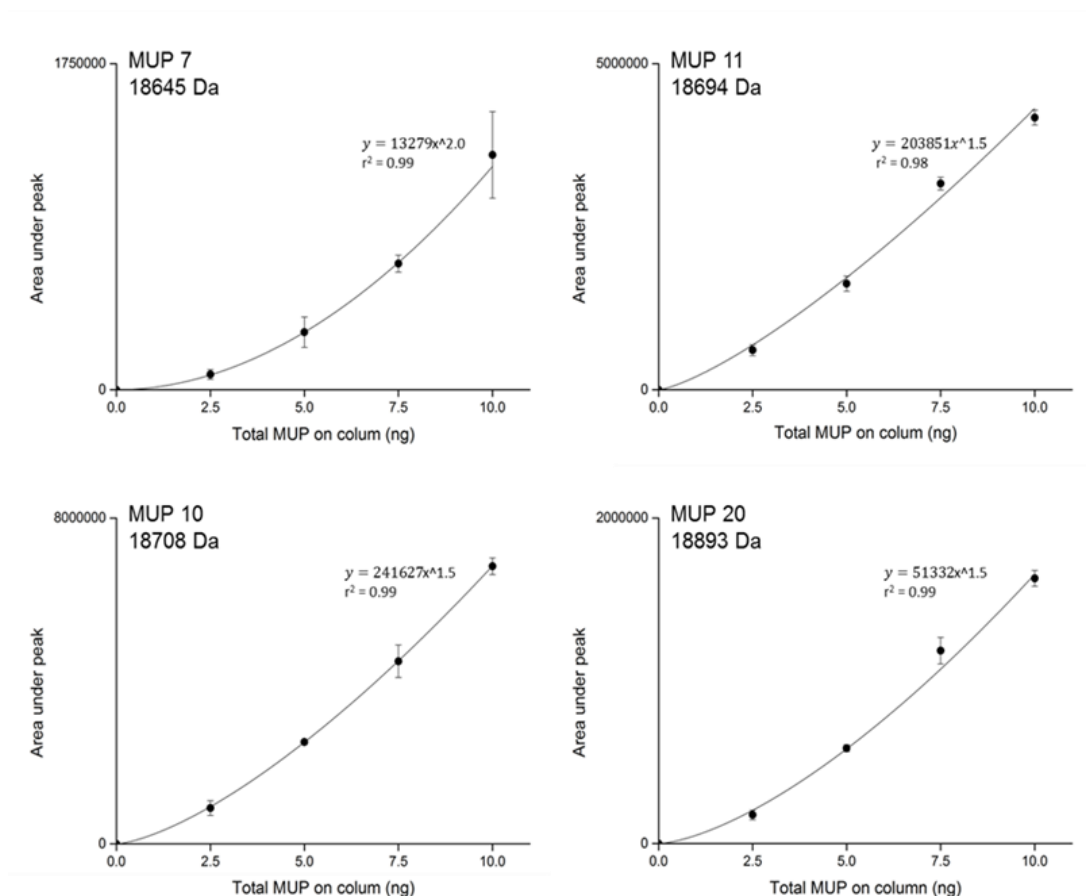 MUP 7
18645 Da
1750000
y = 13279x^2.0
r² = 0.99
Area under peak
0
0.0 2.5 5.0 7.5 10.0
Total MUP on colum (ng)
MUP 11
18694 Da
5000000
y = 203851x^1.5
r² = 0.98
Area under peak
0
0.0 2.5 5.0 7.5 10.0
Total MUP on colum (ng)
MUP 10
18708 Da
8000000
y = 241627x^1.5
r² = 0.99
Area under peak
0
0.0 2.5 5.0 7.5 10.0
Total MUP on colum (ng)
MUP 20
18893 Da
2000000
y = 51332x^1.5
r² = 0.99
Area under peak
0
0.0 2.5 5.0 7.5 10.0
Total MUP on column (ng)